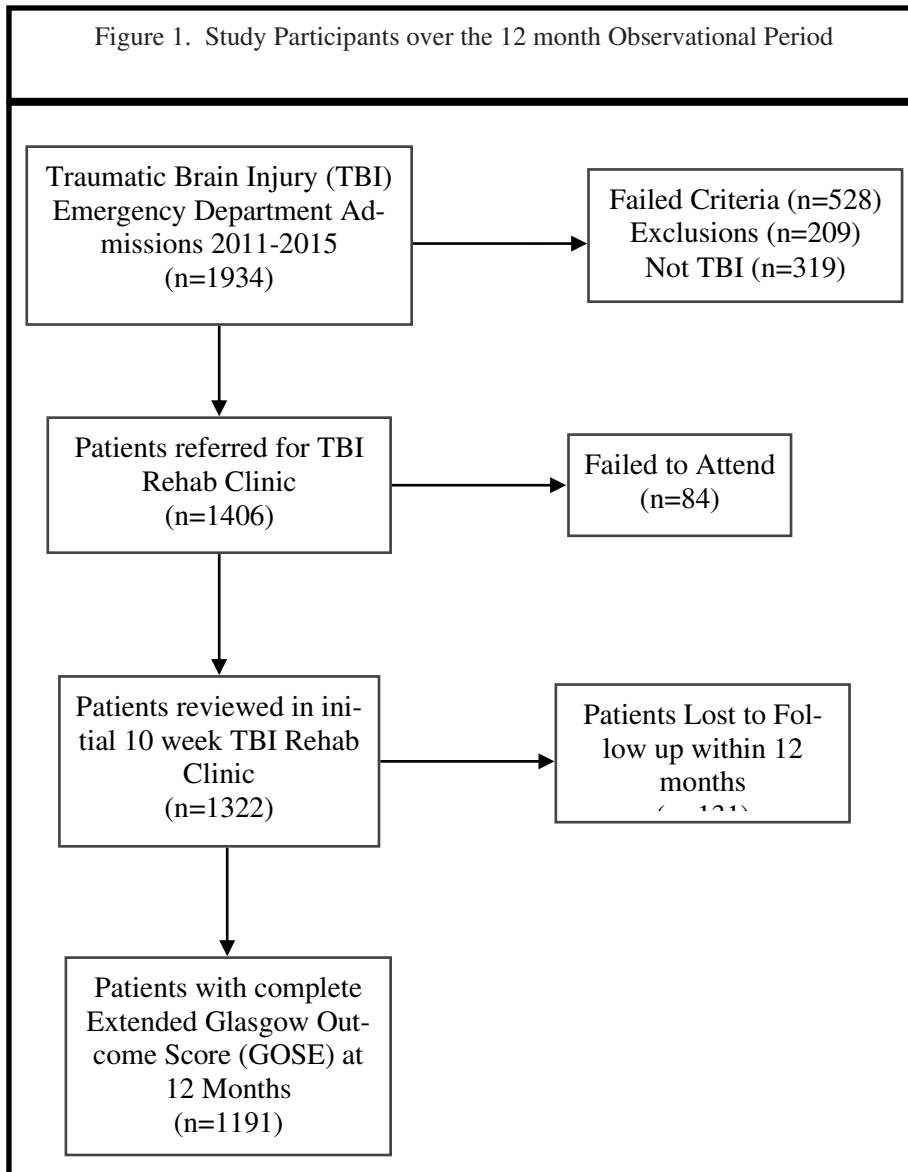 Figure 1. Study Participants over the 12 month Observational Period
Traumatic Brain Injury (TBI)
Emergency Department Ad-
missions 2011-2015
(n=1934)
Failed Criteria (n=528)
Exclusions (n=209)
Not TBI (n=319)
Patients referred for TBI
Rehab Clinic
(n=1406)
Failed to Attend
(n=84)
Patients reviewed in ini-
tial 10 week TBI Rehab
Clinic
(n=1322)
Patients Lost to Fol-
low up within 12
months
(n=131)
Patients with complete
Extended Glasgow Out-
come Score (GOSE) at
12 Months
(n=1191)